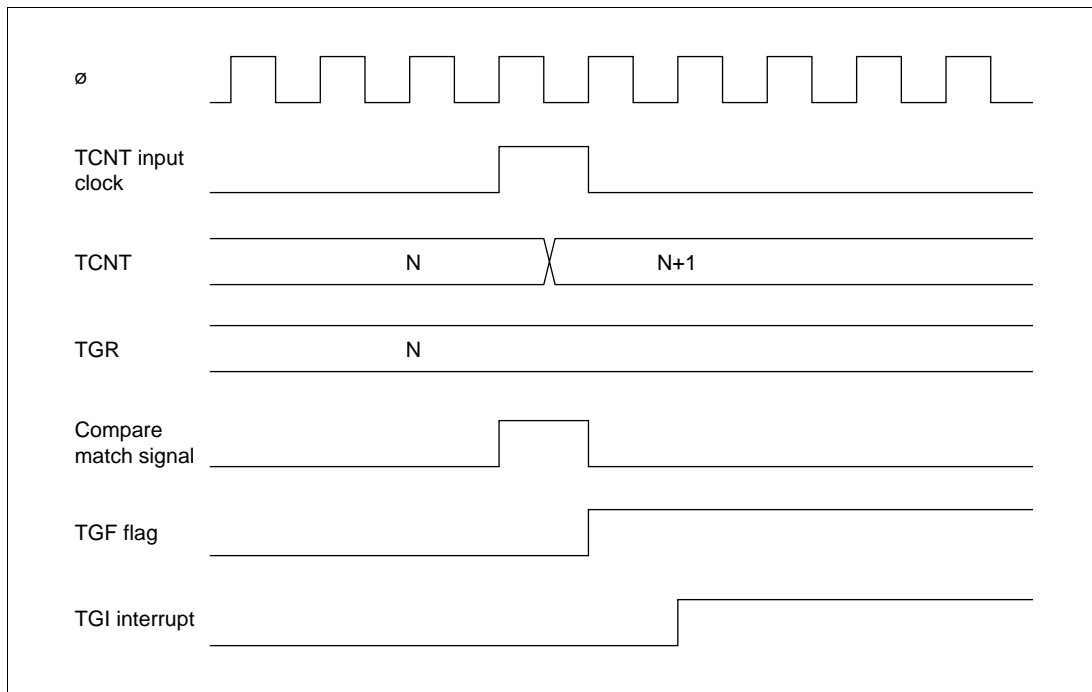 ø
TCNT input
clock
TCNT
N
N+1
TGR
N
Compare
match signal
TGF flag
TGI interrupt